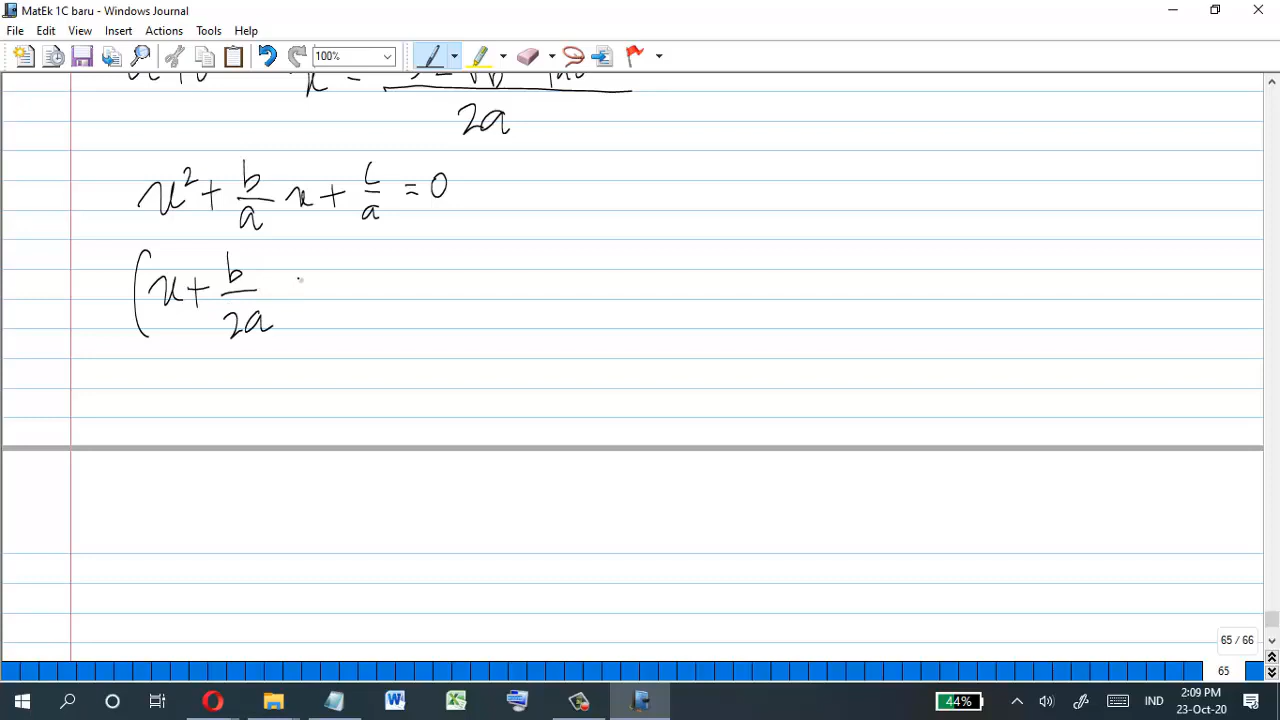 MatEk 1C baru - Windows Journal
File Edit View Insert Actions Tools Help
100%
x =
2a
x² + b/a x + c/a = 0
(x + b/2a
65 / 66
65
44%
IND
2:09 PM
23-Oct-20